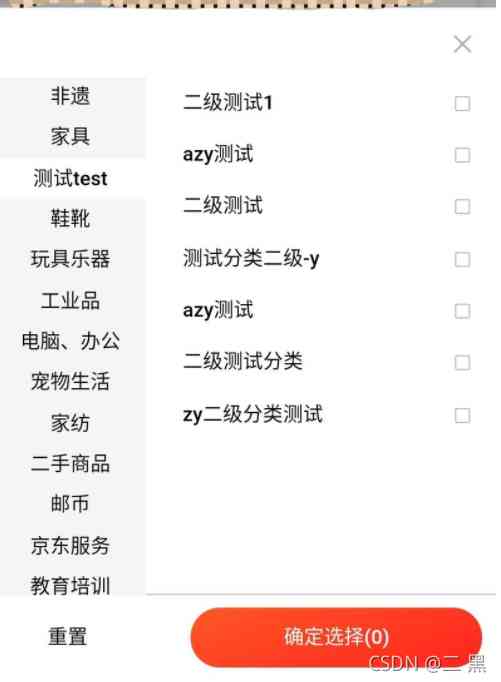 非遗
家具
测试test
鞋靴
玩具乐器
工业品
电脑、办公
宠物生活
家纺
二手商品
邮币
京东服务
教育培训
二级测试1
azy测试
二级测试
测试分类二级-y
azy测试
二级测试分类
zy二级分类测试
重置
确定选择(0)
CSDN @二 黑